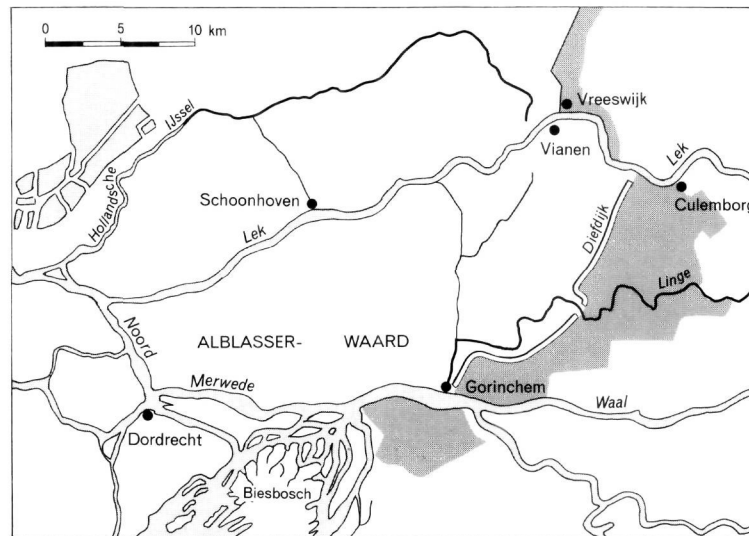 0 5 10 km
Vreeswijk
Vianen
Lek
Culemborg
Hollandsche IJssel
Schoonhoven
Lek
Diefdijk
Linge
Noord
ALBLASSER- WAARD
Merwede
Gorinchem
Waal
Dordrecht
Biesbosch